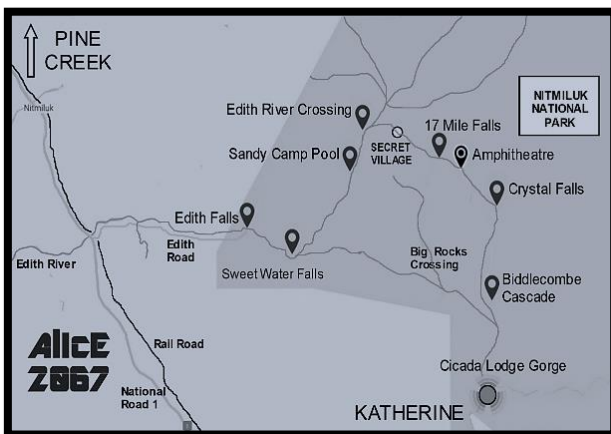 PINE
CREEK
Nitmiluk
Edith River Crossing
17 Mile Falls
NITMILUK
NATIONAL
PARK
SECRET
VILLAGE
Sandy Camp Pool
Amphitheatre
Crystal Falls
Edith Falls
Edith
Road
Edith River
Sweet Water Falls
Big Rocks
Crossing
Biddlecombe
Cascade
AlicE
2067
Rail Road
National
Road 1
Cicada Lodge Gorge
KATHERINE